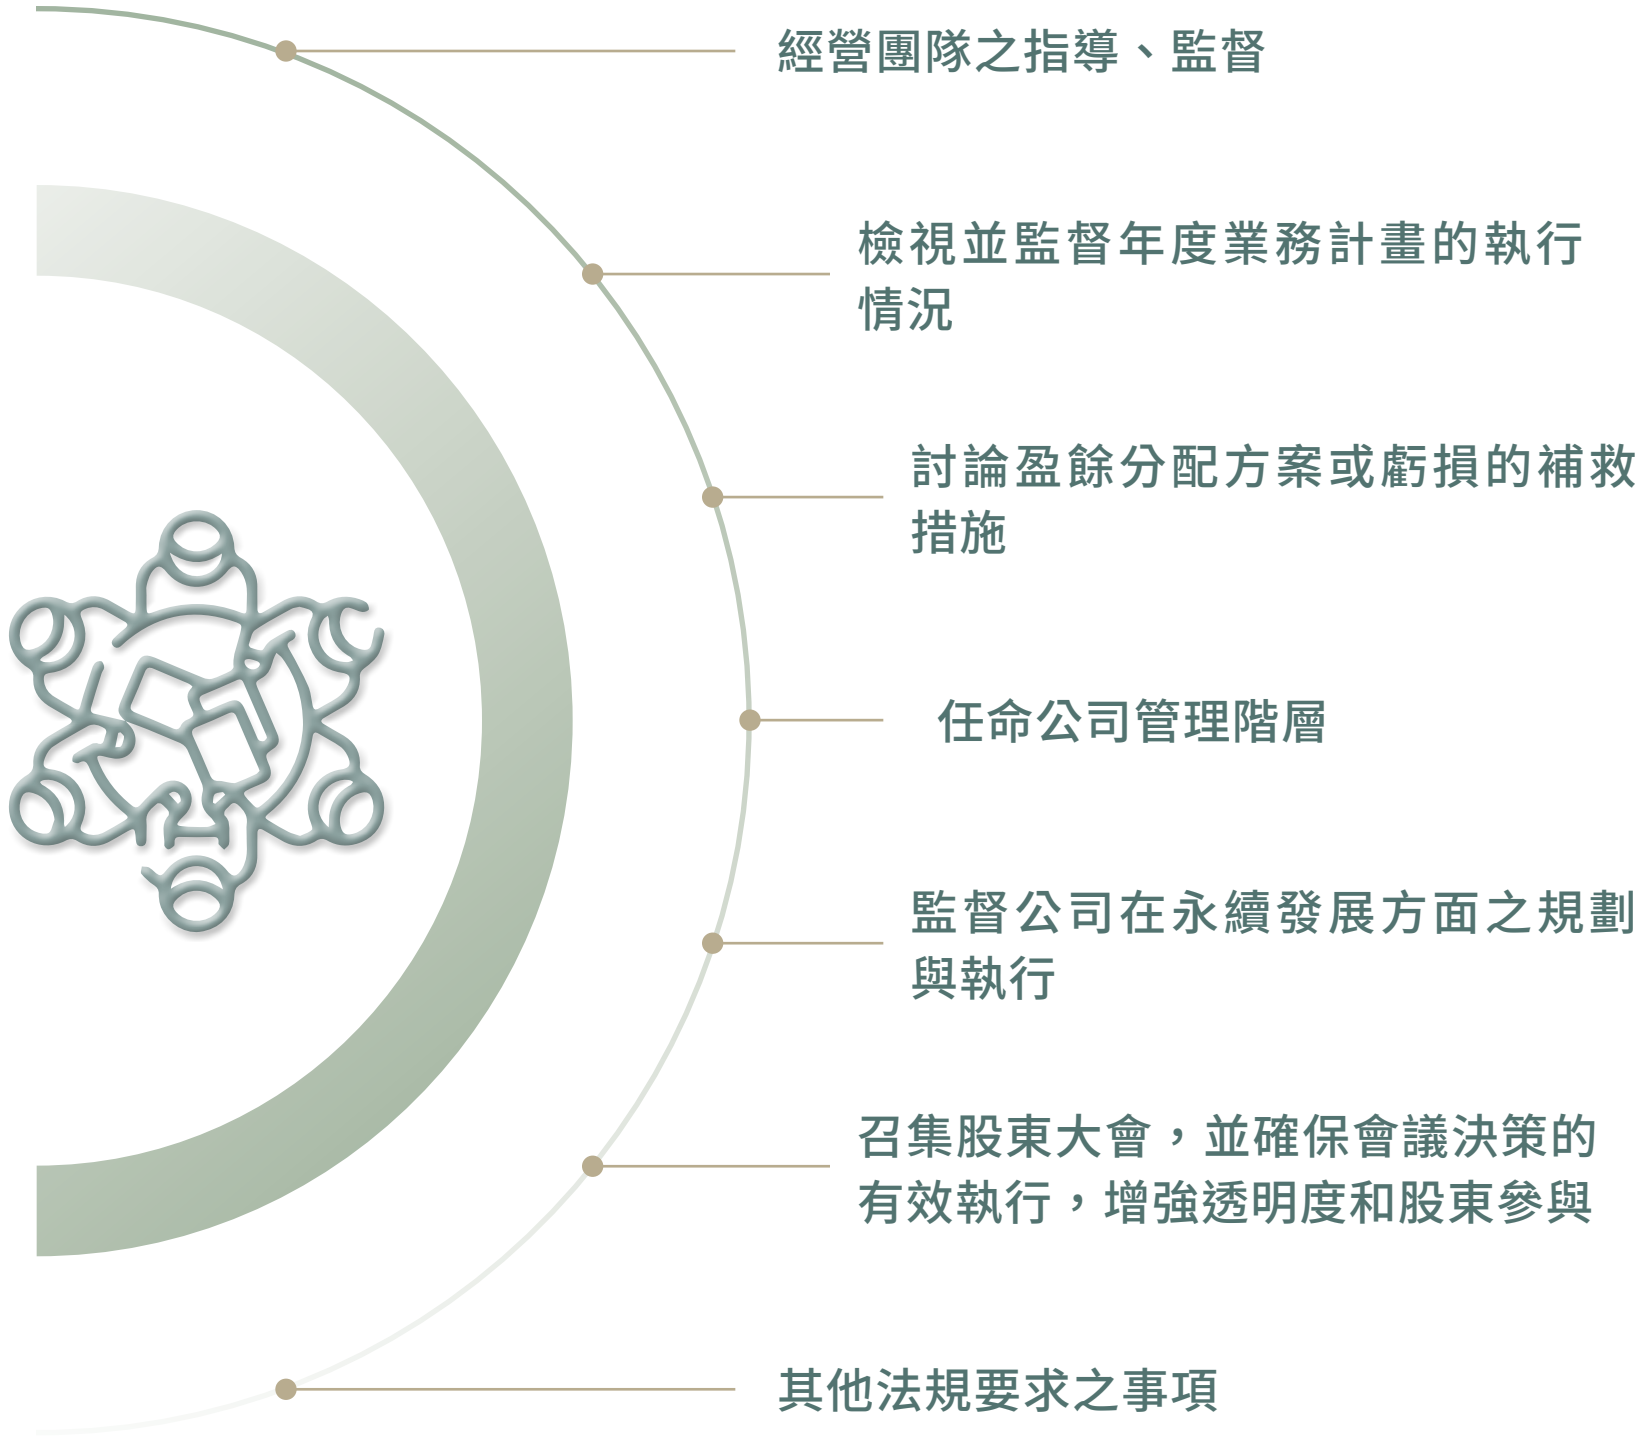 經營團隊之指導、監督
檢視並監督年度業務計畫的執行
情況
討論盈餘分配方案或虧損的補救
措施
任命公司管理階層
監督公司在永續發展方面之規劃
與執行
召集股東大會，並確保會議決策的
有效執行，增強透明度和股東參與
其他法規要求之事項